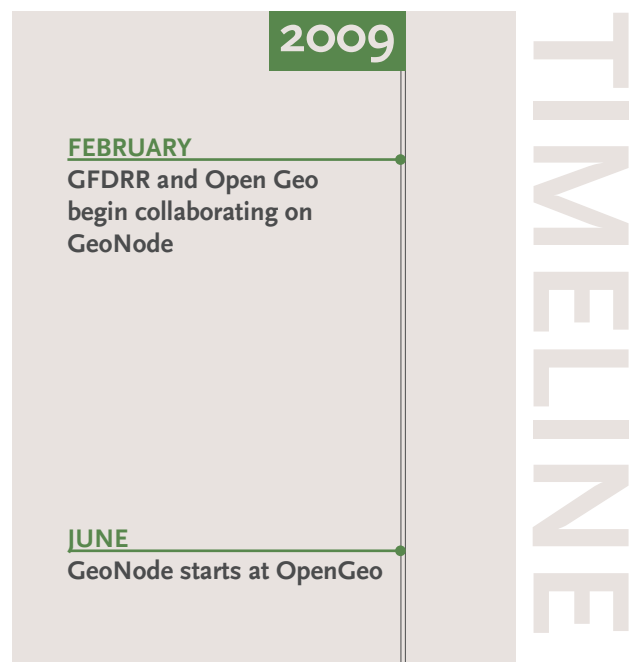 2009
TIMELINE
FEBRUARY
GFDRR and Open Geo
begin collaborating on
GeoNode
JUNE
GeoNode starts at OpenGeo